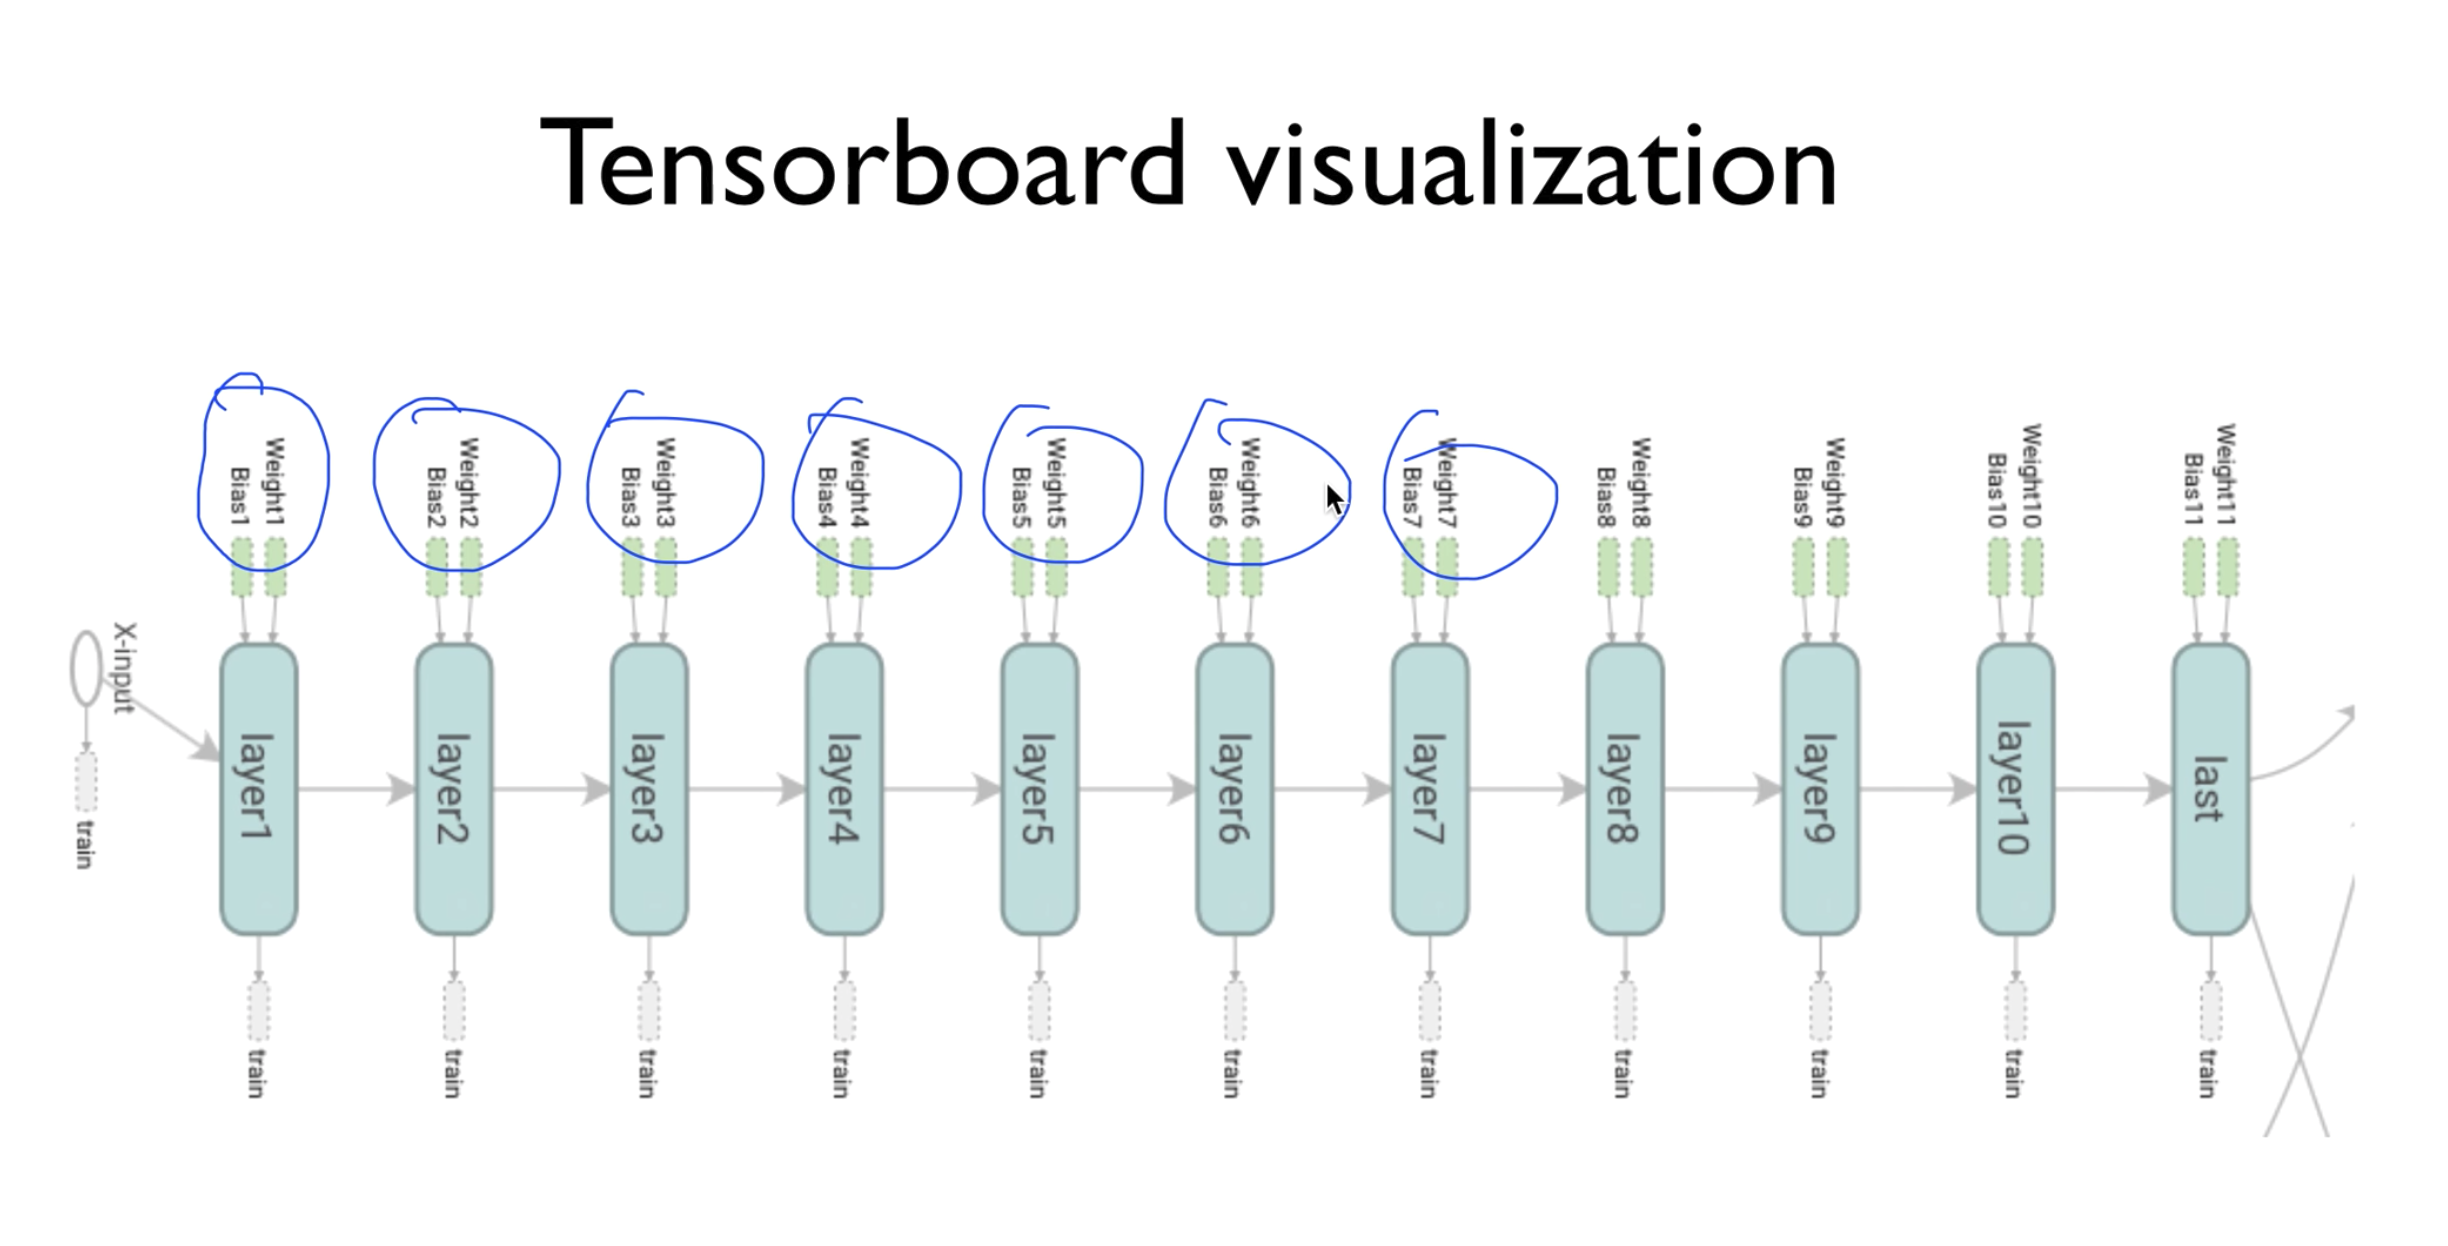 Tensorboard visualization
Weight1
Bias1
Weight2
Bias2
Weight3
Bias3
Weight4
Bias4
Weight5
Bias5
Weight6
Bias6
Weight7
Bias7
Weight8
Bias8
Weight9
Bias9
Weight10
Bias10
Weight11
Bias11
X-input
train
layer1
layer2
layer3
layer4
layer5
layer6
layer7
layer8
layer9
layer10
last
train
train
train
train
train
train
train
train
train
train
train